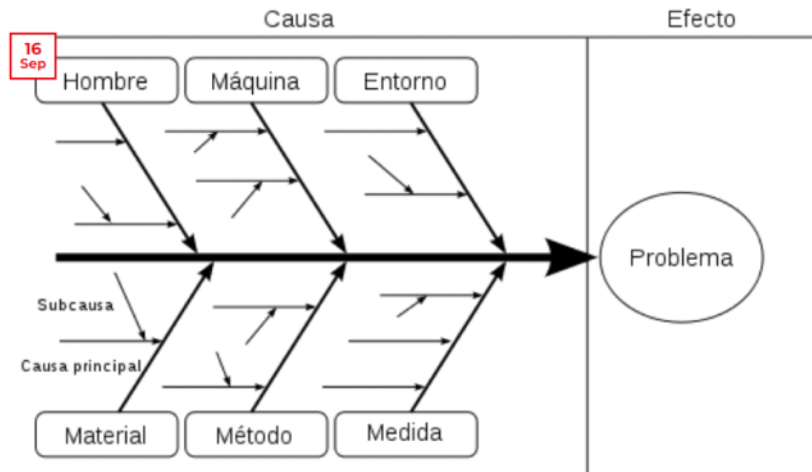 Causa
Efecto
16
Sep
Hombre
Máquina
Entorno
Problema
Subcausa
Causa principal
Material
Método
Medida